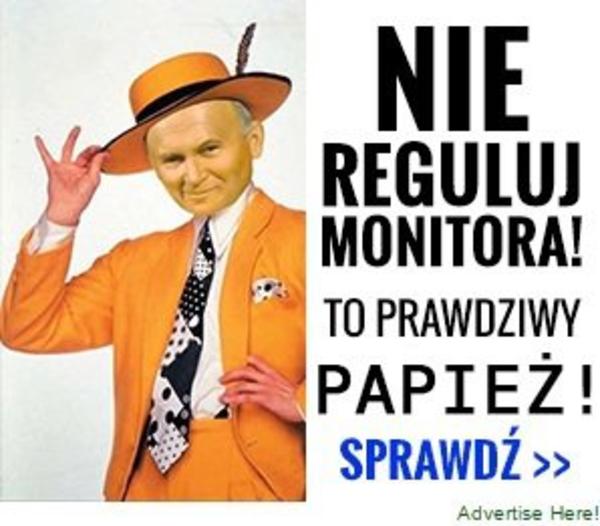 NIE
REGULUJ
MONITORA!
TO PRAWDZIWY
PAPIEŻ!
SPRAWDŹ >>
Advertise Here!